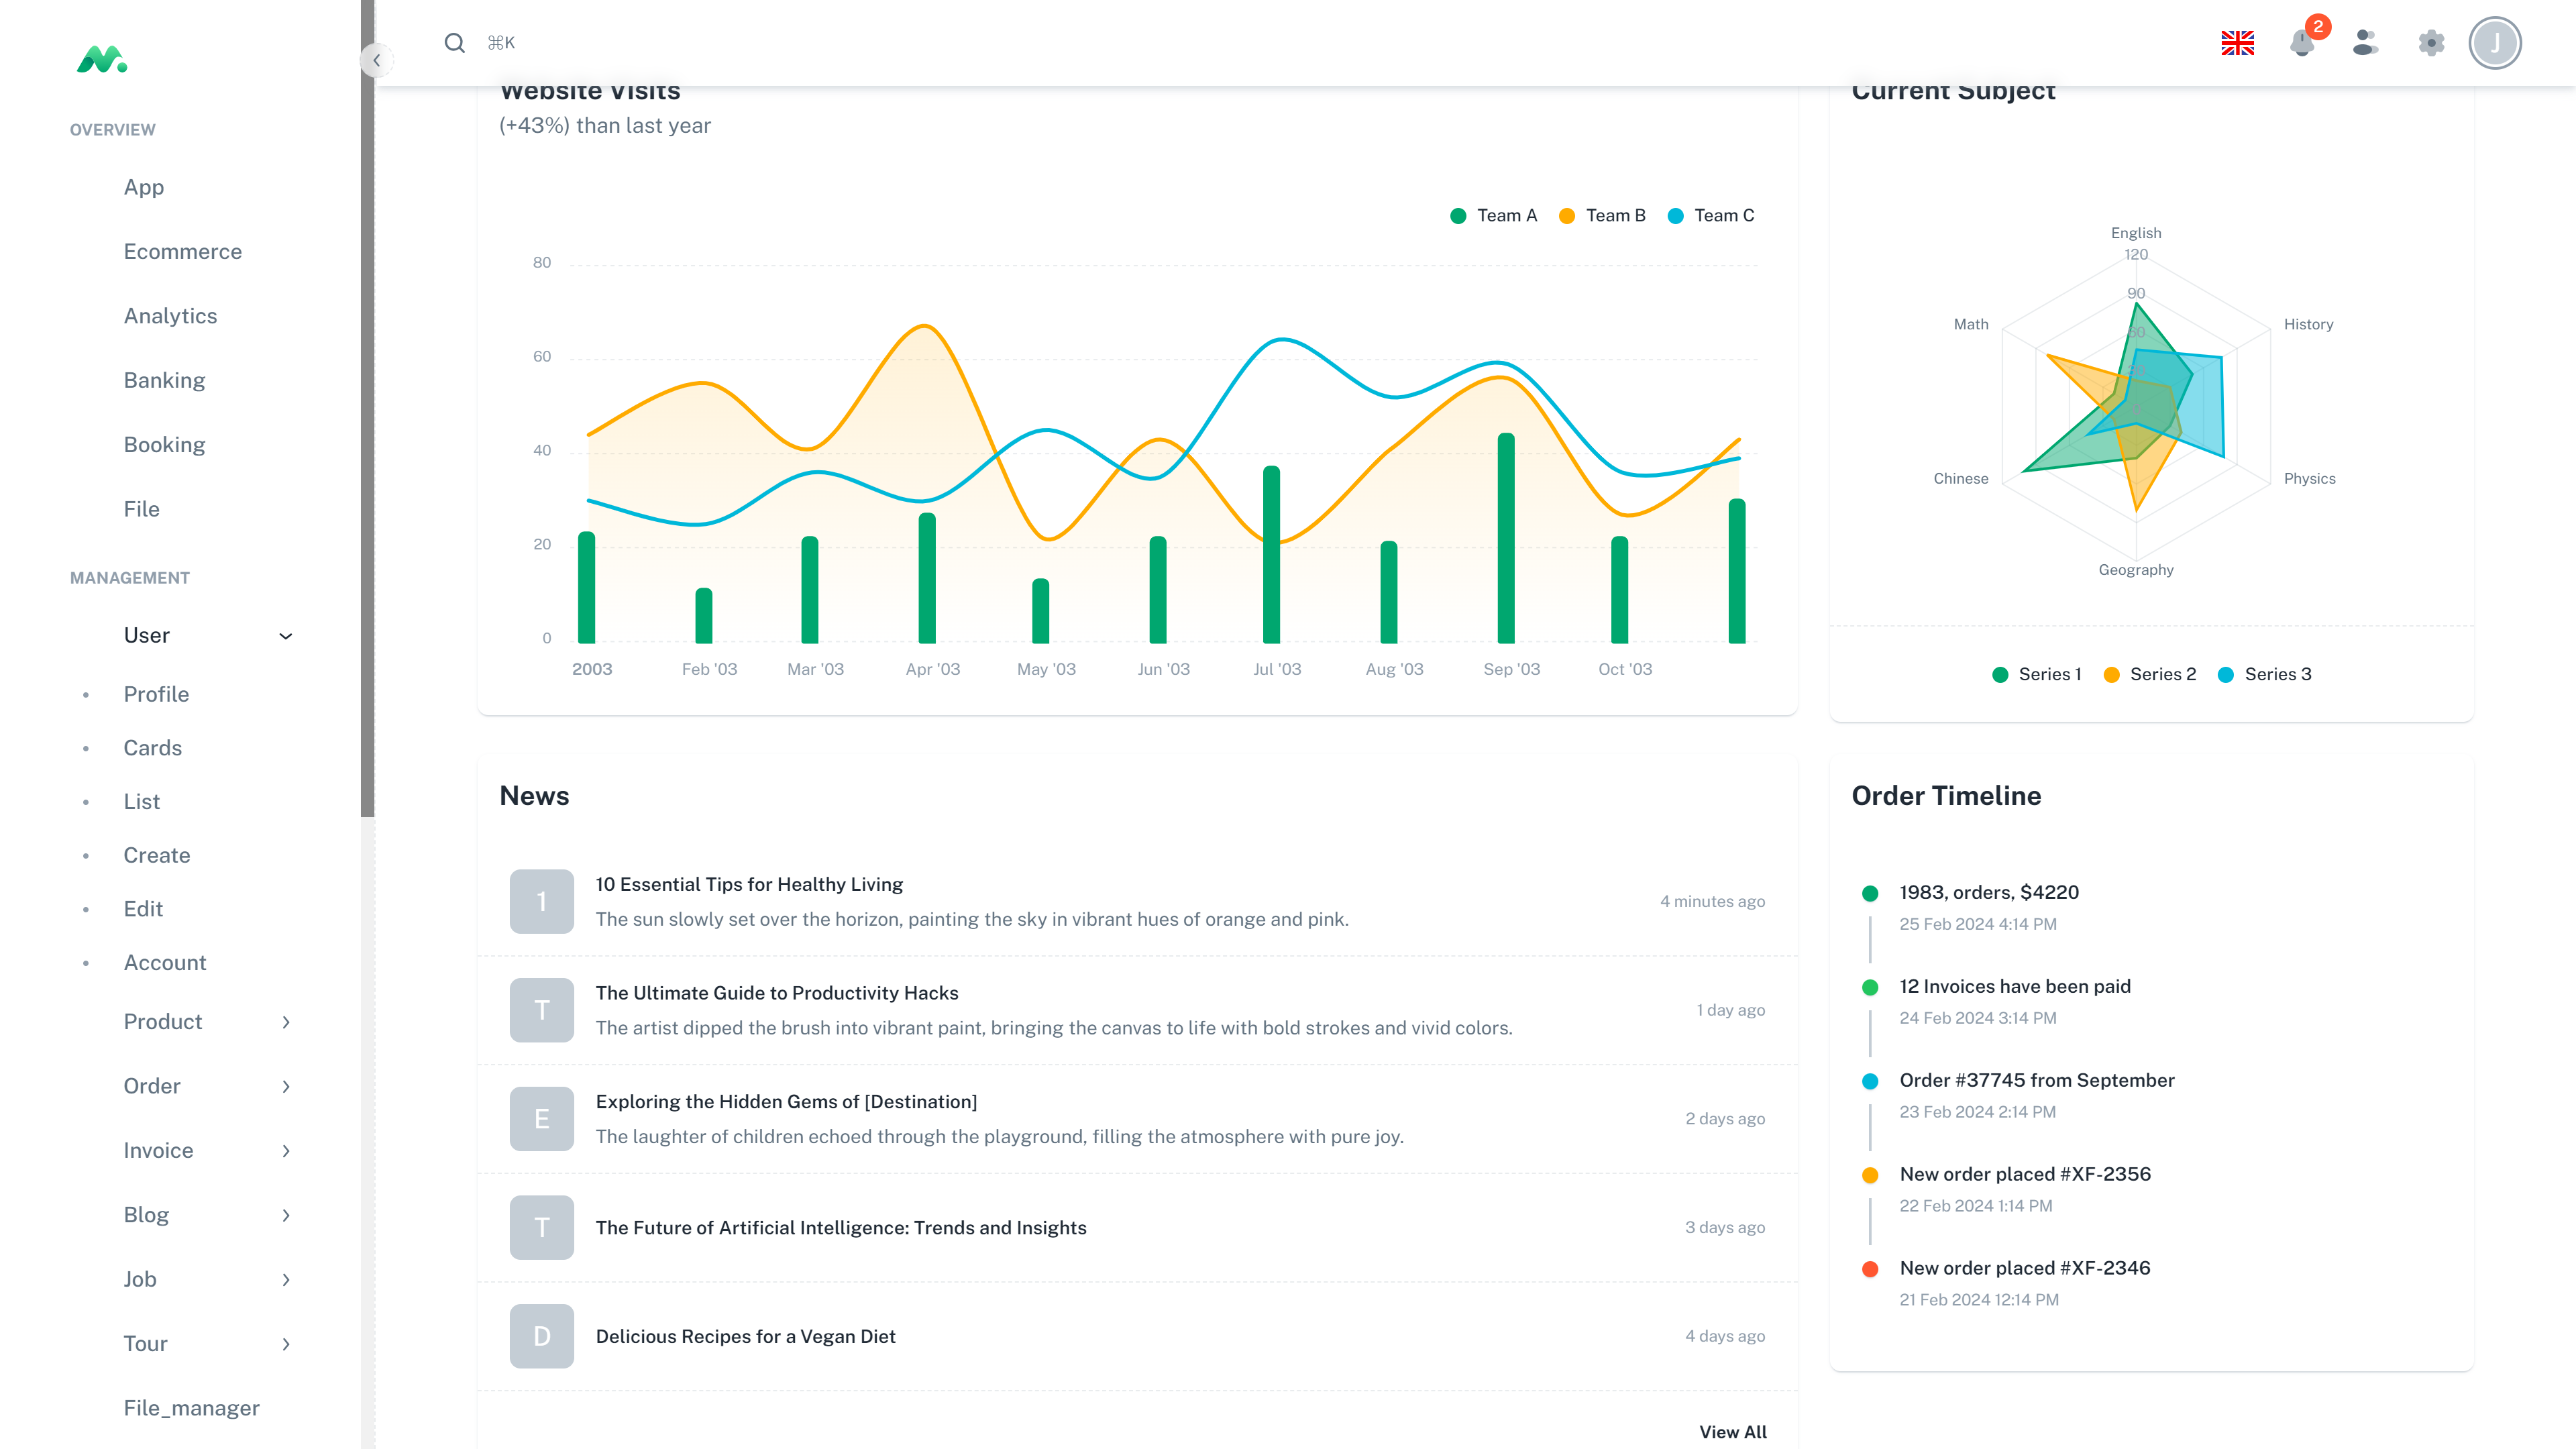 OVERVIEW
App
Ecommerce
Analytics
Banking
Booking
File
MANAGEMENT
User
Profile
Cards
List
Create
Edit
Account
Product
Order
Invoice
Blog
Job
Tour
File_manager
⌘K
2
J
Website Visits
(+43%) than last year
Team A
Team B
Team C
80
60
40
20
0
2003
Feb '03
Mar '03
Apr '03
May '03
Jun '03
Jul '03
Aug '03
Sep '03
Oct '03
Current Subject
English
120
90
60
30
Math
History
Chinese
Physics
Geography
Series 1
Series 2
Series 3
News
1
10 Essential Tips for Healthy Living
The sun slowly set over the horizon, painting the sky in vibrant hues of orange and pink.
4 minutes ago
T
The Ultimate Guide to Productivity Hacks
The artist dipped the brush into vibrant paint, bringing the canvas to life with bold strokes and vivid colors.
1 day ago
E
Exploring the Hidden Gems of [Destination]
The laughter of children echoed through the playground, filling the atmosphere with pure joy.
2 days ago
T
The Future of Artificial Intelligence: Trends and Insights
3 days ago
D
Delicious Recipes for a Vegan Diet
4 days ago
View All
Order Timeline
1983, orders, $4220
25 Feb 2024 4:14 PM
12 Invoices have been paid
24 Feb 2024 3:14 PM
Order #37745 from September
23 Feb 2024 2:14 PM
New order placed #XF-2356
22 Feb 2024 1:14 PM
New order placed #XF-2346
21 Feb 2024 12:14 PM